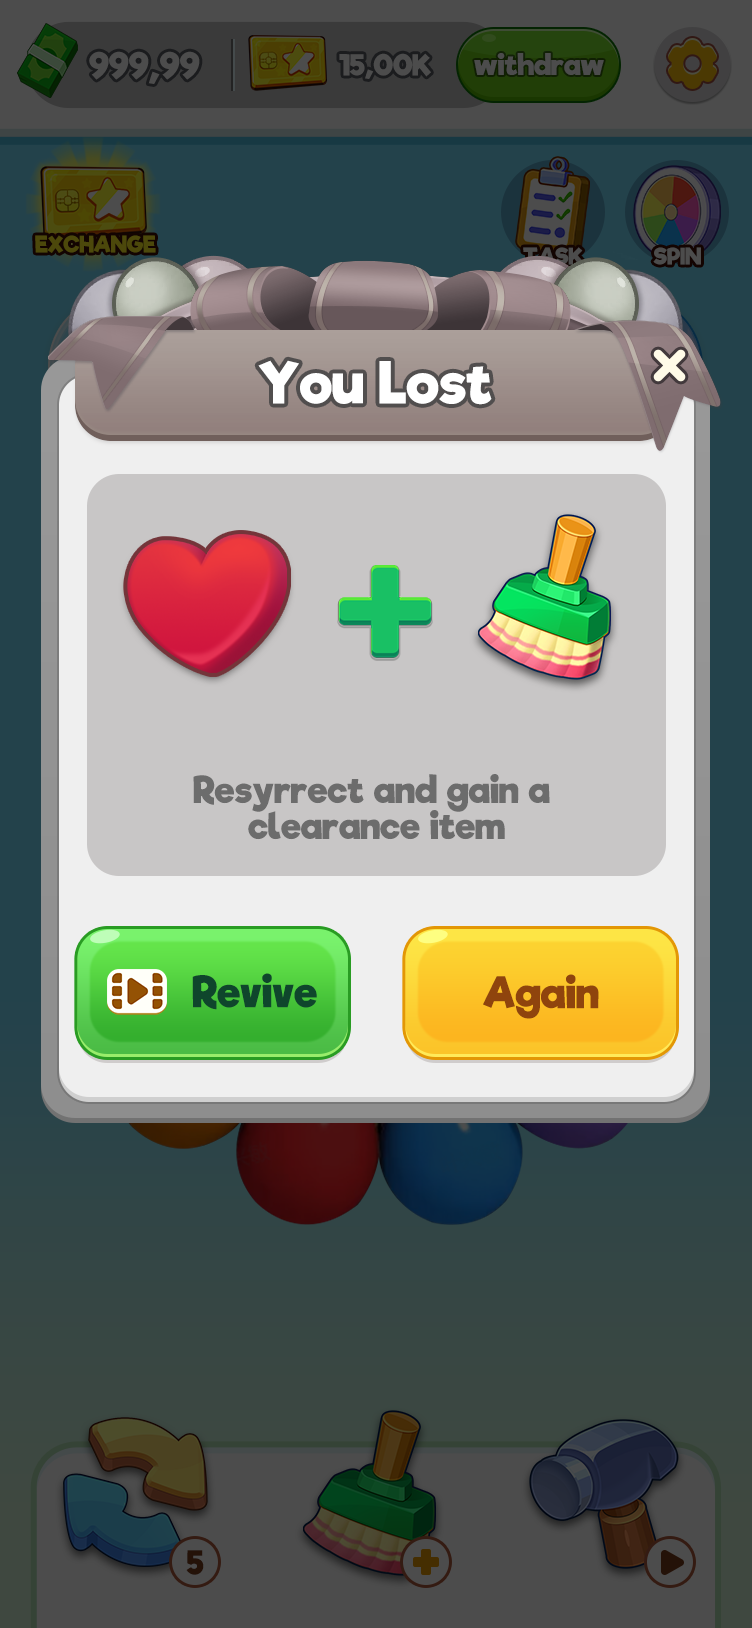 999,99
15,00K
withdraw
EXCHANGE
TASK
SPIN
You Lost
Resyrrect and gain a
clearance item
Revive
Again
5